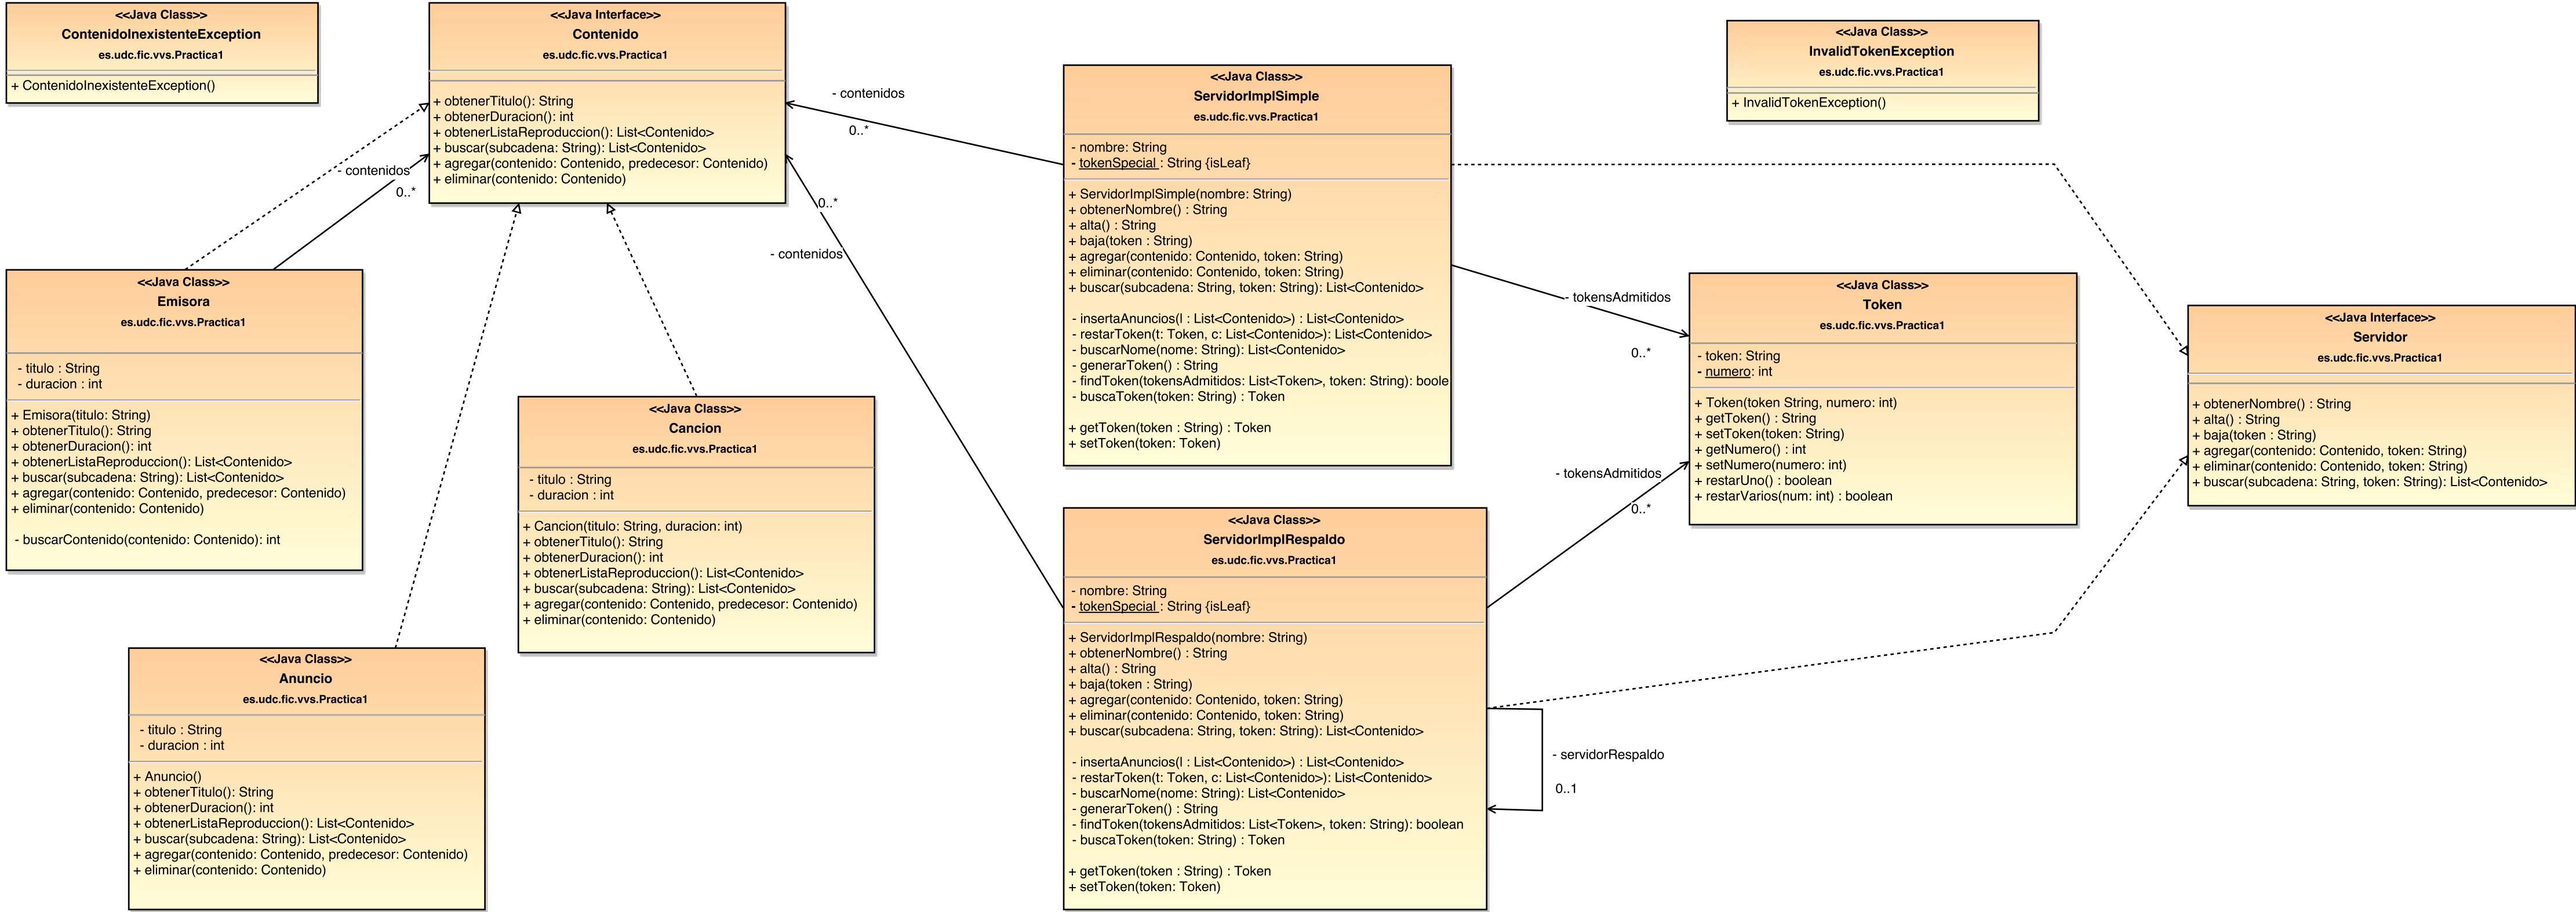 <<Java Class>>
ContenidoInexistenteException
es.udc.fic.vvs.Practica1
+ ContenidoInexistenteException()
<<Java Interface>>
Contenido
es.udc.fic.vvs.Practica1
+ obtenerTitulo(): String
+ obtenerDuracion(): int
+ obtenerListaReproduccion(): List<Contenido>
+ buscar(subcadena: String): List<Contenido>
+ agregar(contenido: Contenido, predecesor: Contenido)
+ eliminar(contenido: Contenido)
- contenidos
0..*
- contenidos
0..*
0..*
- contenidos
<<Java Class>>
ServidorImplSimple
es.udc.fic.vvs.Practica1
- nombre: String
- tokenSpecial : String {isLeaf}
+ ServidorImplSimple(nombre: String)
+ obtenerNombre() : String
+ alta() : String
+ baja(token : String)
+ agregar(contenido: Contenido, token: String)
+ eliminar(contenido: Contenido, token: String)
+ buscar(subcadena: String, token: String): List<Contenido>
- insertaAnuncios(l : List<Contenido>) : List<Contenido>
- restarToken(t: Token, c: List<Contenido>): List<Contenido>
- buscarNome(nome: String): List<Contenido>
- generarToken() : String
- findToken(tokensAdmitidos: List<Token>, token: String): boole
- buscaToken(token: String) : Token
+ getToken(token : String) : Token
+ setToken(token: Token)
<<Java Class>>
InvalidTokenException
es.udc.fic.vvs.Practica1
+ InvalidTokenException()
- tokensAdmitidos
0..*
<<Java Class>>
Token
es.udc.fic.vvs.Practica1
- token: String
- numero: int
+ Token(token String, numero: int)
+ getToken() : String
+ setToken(token: String)
+ getNumero() : int
+ setNumero(numero: int)
+ restarUno() : boolean
+ restarVarios(num: int) : boolean
<<Java Interface>>
Servidor
es.udc.fic.vvs.Practica1
+ obtenerNombre() : String
+ alta() : String
+ baja(token : String)
+ agregar(contenido: Contenido, token: String)
+ eliminar(contenido: Contenido, token: String)
+ buscar(subcadena: String, token: String): List<Contenido>
<<Java Class>>
Emisora
es.udc.fic.vvs.Practica1
- titulo : String
- duracion : int
+ Emisora(titulo: String)
+ obtenerTitulo(): String
+ obtenerDuracion(): int
+ obtenerListaReproduccion(): List<Contenido>
+ buscar(subcadena: String): List<Contenido>
+ agregar(contenido: Contenido, predecesor: Contenido)
+ eliminar(contenido: Contenido)
- buscarContenido(contenido: Contenido): int
<<Java Class>>
Cancion
es.udc.fic.vvs.Practica1
- titulo : String
- duracion : int
+ Cancion(titulo: String, duracion: int)
+ obtenerTitulo(): String
+ obtenerDuracion(): int
+ obtenerListaReproduccion(): List<Contenido>
+ buscar(subcadena: String): List<Contenido>
+ agregar(contenido: Contenido, predecesor: Contenido)
+ eliminar(contenido: Contenido)
- tokensAdmitidos
0..*
<<Java Class>>
ServidorImplRespaldo
es.udc.fic.vvs.Practica1
- nombre: String
- tokenSpecial : String {isLeaf}
+ ServidorImplRespaldo(nombre: String)
+ obtenerNombre() : String
+ alta() : String
+ baja(token : String)
+ agregar(contenido: Contenido, token: String)
+ eliminar(contenido: Contenido, token: String)
+ buscar(subcadena: String, token: String): List<Contenido>
- insertaAnuncios(l : List<Contenido>) : List<Contenido>
- restarToken(t: Token, c: List<Contenido>): List<Contenido>
- buscarNome(nome: String): List<Contenido>
- generarToken() : String
- findToken(tokensAdmitidos: List<Token>, token: String): boolean
- buscaToken(token: String) : Token
+ getToken(token : String) : Token
+ setToken(token: Token)
- servidorRespaldo
0..1
<<Java Class>>
Anuncio
es.udc.fic.vvs.Practica1
- titulo : String
- duracion : int
+ Anuncio()
+ obtenerTitulo(): String
+ obtenerDuracion(): int
+ obtenerListaReproduccion(): List<Contenido>
+ buscar(subcadena: String): List<Contenido>
+ agregar(contenido: Contenido, predecesor: Contenido)
+ eliminar(contenido: Contenido)